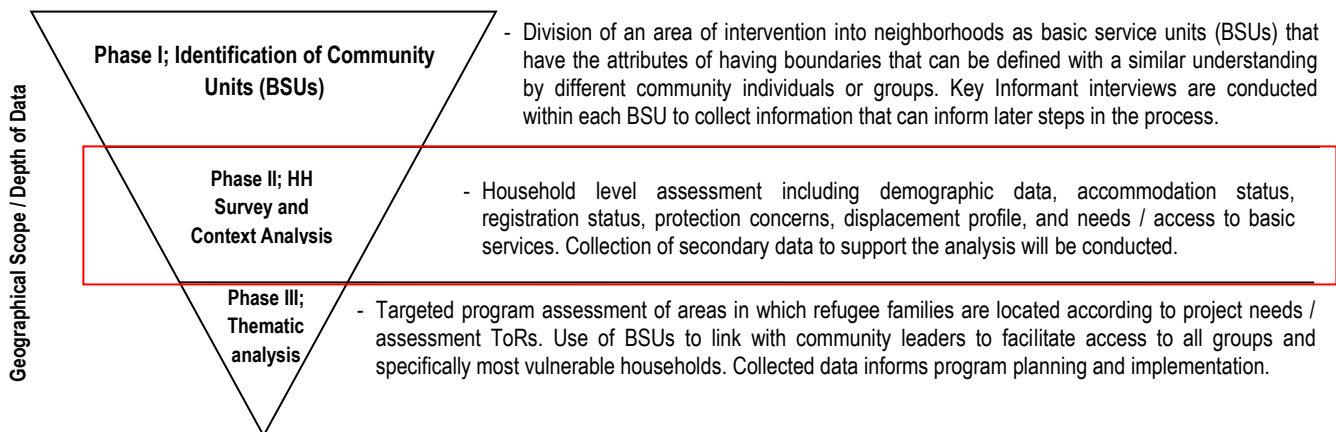 Geographical Scope / Depth of Data
Phase I; Identification of Community
Units (BSUs)
- Division of an area of intervention into neighborhoods as basic service units (BSUs) that
have the attributes of having boundaries that can be defined with a similar understanding
by different community individuals or groups. Key Informant interviews are conducted
within each BSU to collect information that can inform later steps in the process.
Phase II; HH
Survey and
Context Analysis
- Household level assessment including demographic data, accommodation status,
registration status, protection concerns, displacement profile, and needs / access to basic
services. Collection of secondary data to support the analysis will be conducted.
Phase III;
Thematic
analysis
- Targeted program assessment of areas in which refugee families are located according to project needs /
assessment ToRs. Use of BSUs to link with community leaders to facilitate access to all groups and
specifically most vulnerable households. Collected data informs program planning and implementation.